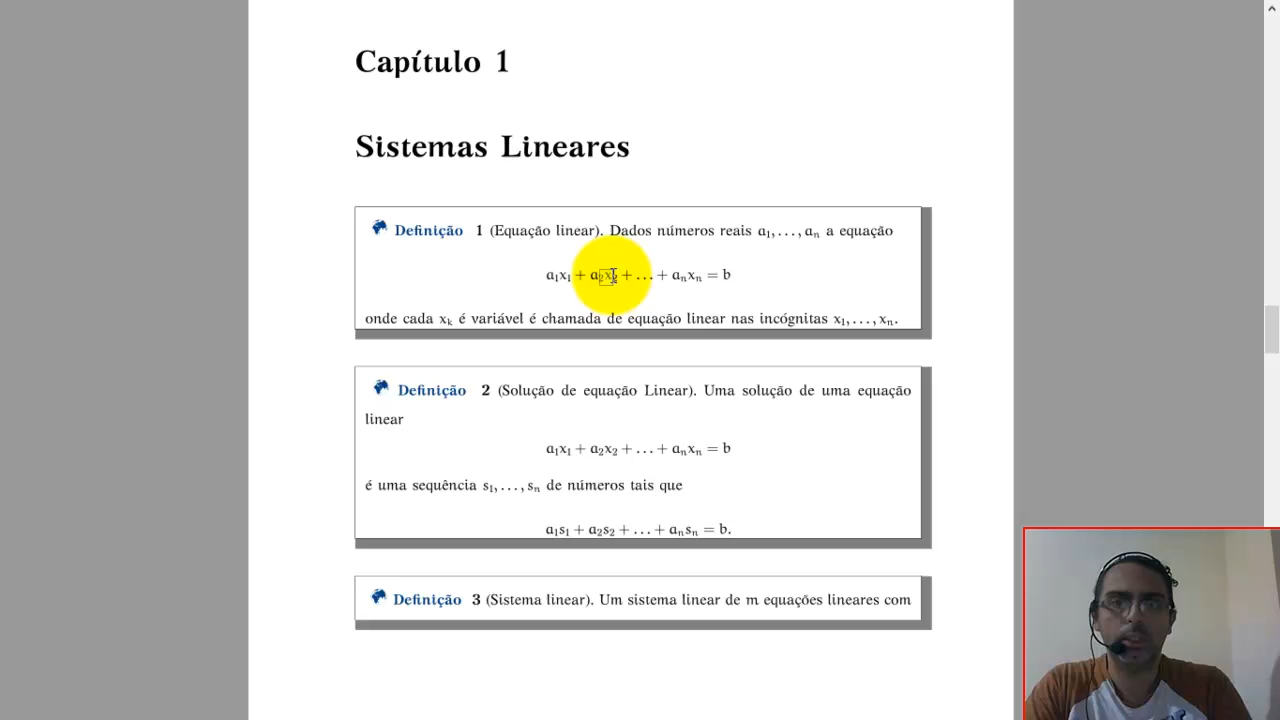 Capítulo 1
Sistemas Lineares
Definição 1 (Equação linear). Dados números reais a₁, . . . , aₙ a equação
a₁x₁ + a₂x₂ + . . . + aₙxₙ = b
onde cada xₖ é variável é chamada de equação linear nas incógnitas x₁, . . . , xₙ.
Definição 2 (Solução de equação Linear). Uma solução de uma equação
linear
a₁x₁ + a₂x₂ + . . . + aₙxₙ = b
é uma sequência s₁, . . . , sₙ de números tais que
a₁s₁ + a₂s₂ + . . . + aₙsₙ = b.
Definição 3 (Sistema linear). Um sistema linear de m equações lineares com